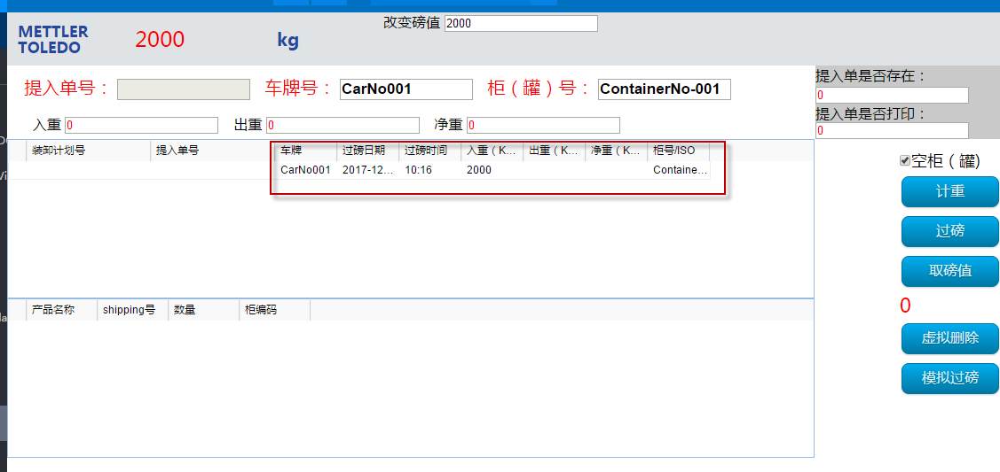 改变磅值 2000
METTLER TOLEDO 2000 kg
提入单号： 车牌号： CarNo001 柜（罐）号： ContainerNo-001
提入单是否存在：
0
提入单是否打印：
0
入重 0 出重 0 净重 0
装卸计划号 提入单号 车牌 过磅日期 过磅时间 入重（K... 出重（K... 净重（K... 柜号/ISO
CarNo001 2017-12... 10:16 2000 Containe...
空柜（罐)
计重
过磅
取磅值
0
虚拟删除
模拟过磅
产品名称 shipping号 数量 柜编码